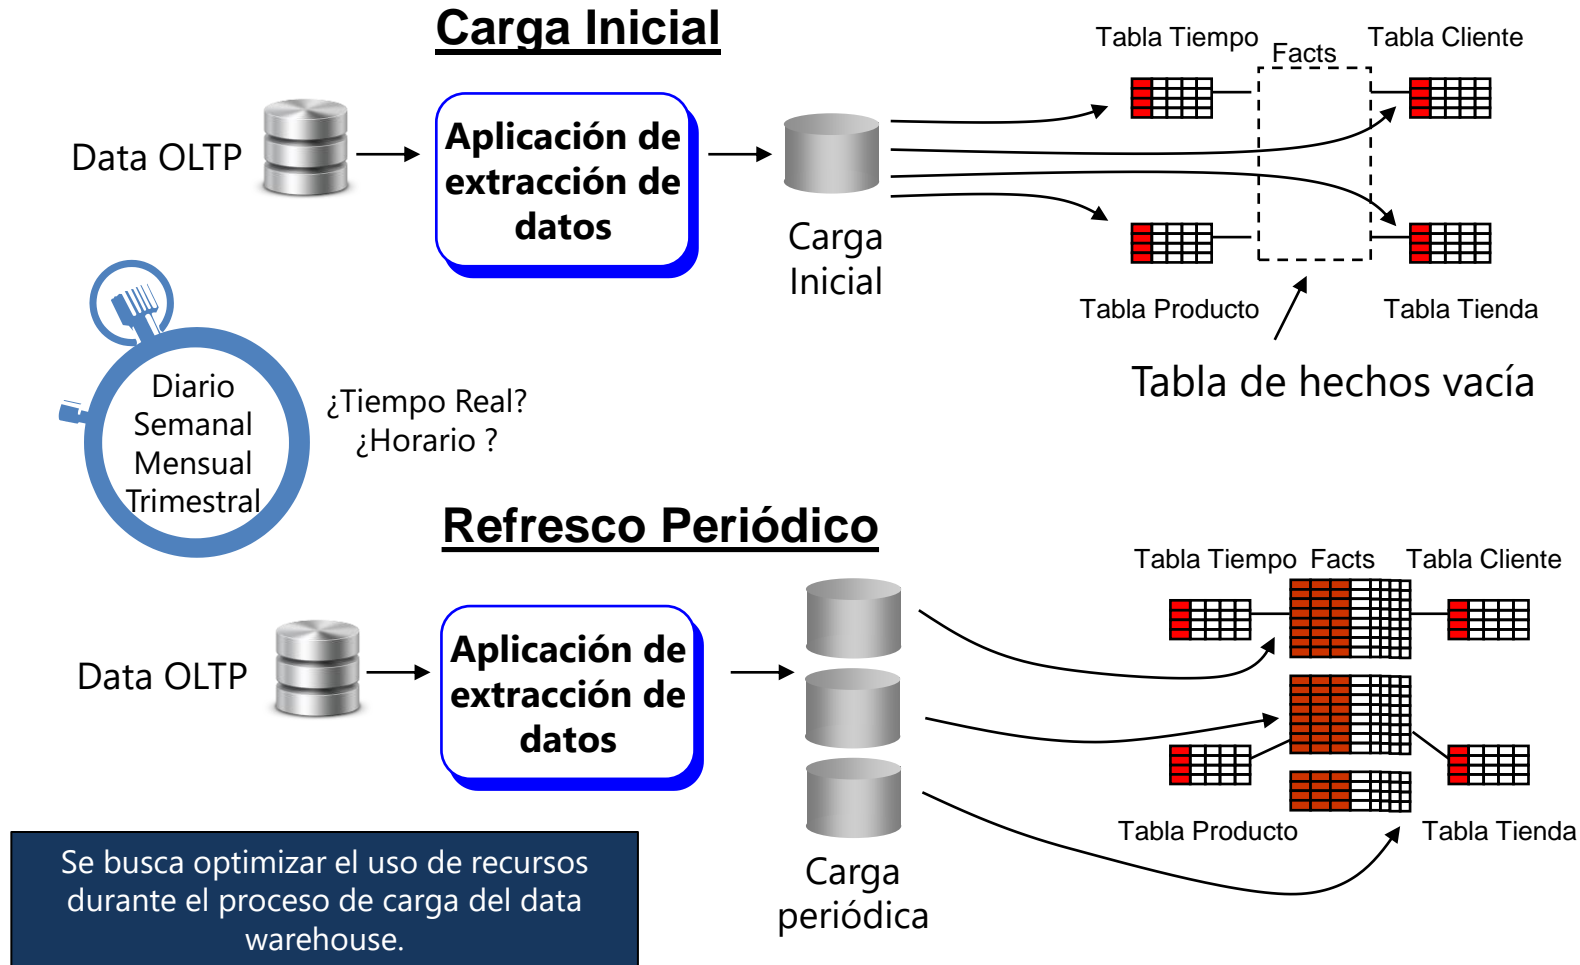 Carga Inicial
Tabla Tiempo
Facts
Tabla Cliente
Data OLTP
Aplicación de
extracción de
datos
Carga
Inicial
Tabla Producto
Tabla Tienda
Tabla de hechos vacía
Diario
Semanal
Mensual
Trimestral
¿Tiempo Real?
¿Horario ?
Refresco Periódico
Tabla Tiempo
Facts
Tabla Cliente
Data OLTP
Aplicación de
extracción de
datos
Tabla Producto
Tabla Tienda
Carga
periódica
Se busca optimizar el uso de recursos
durante el proceso de carga del data
warehouse.